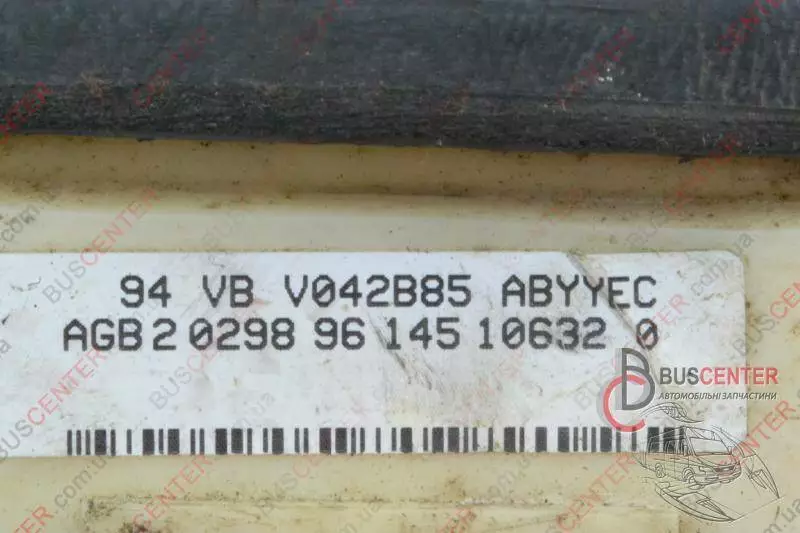 94 VB V042B85 ABYYEC
AGB 2 0298 96 145 10632 0
BUSCENTER
АВТОМОБІЛЬНІ ЗАПЧАСТИНИ